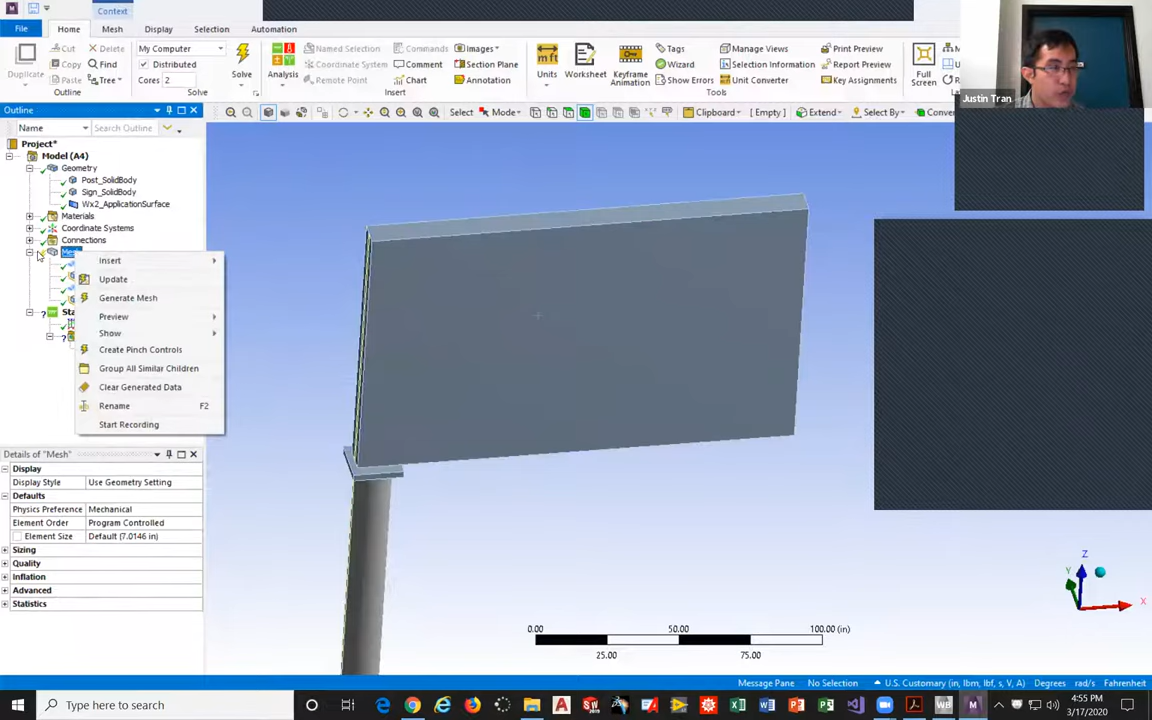 Context
File
Home
Mesh
Display
Selection
Automation
Duplicate
Cut
Copy
Paste
Delete
Find
Tree
Outline
My Computer
Distributed
Cores 2
Solve
Solve
Analysis
Named Selection
Coordinate System
Remote Point
Commands
Comment
Chart
Images
Section Plane
Annotation
Insert
Units
Worksheet
Keyframe Animation
Tags
Wizard
Show Errors
Manage Views
Selection Information
Unit Converter
Print Preview
Report Preview
Key Assignments
Tools
Full Screen
Justin Tran
Outline
Name
Search Outline
Select
Mode
Clipboard
[ Empty ]
Extend
Select By
Conver
Project*
Model (A4)
Geometry
Post_SolidBody
Sign_SolidBody
Wx2_ApplicationSurface
Materials
Coordinate Systems
Connections
Sta
Insert
Update
Generate Mesh
Preview
Show
Create Pinch Controls
Group All Similar Children
Clear Generated Data
Rename F2
Start Recording
Details of "Mesh"
Display
Display Style Use Geometry Setting
Defaults
Physics Preference Mechanical
Element Order Program Controlled
Element Size Default (7.0146 in)
Sizing
Quality
Inflation
Advanced
Statistics
0.00 50.00 100.00 (in)
25.00 75.00
Z
Y
X
Message Pane
No Selection
U.S. Customary (in, lbm, lbf, s, V, A)
Degrees
rad/s
Fahrenheit
Type here to search
4:55 PM
3/17/2020